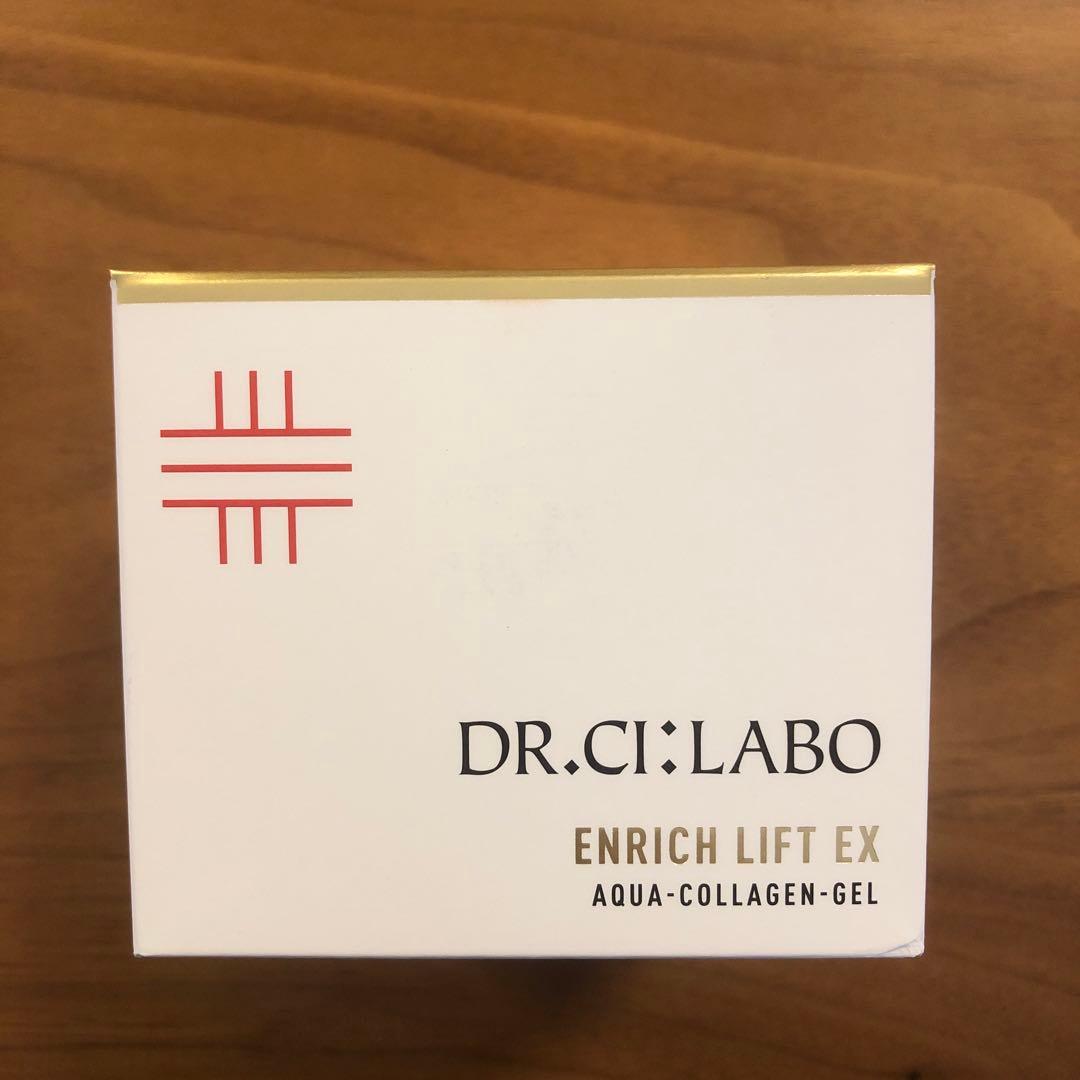 DR.CI:LABO
ENRICH LIFT EX
AQUA-COLLAGEN-GEL